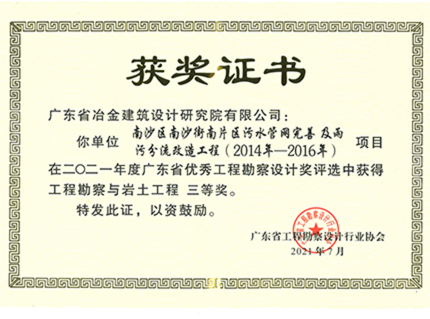 获奖证书
广东省冶金建筑设计研究院有限公司：
你单位 南沙区南沙街南片区污水管网完善及雨 项目
污分流改造工程（2014年—2016年）
在二〇二一年度广东省优秀工程勘察设计奖评选中获得
工程勘察与岩土工程 三等奖。
特发此证，以资鼓励。
广东省工程勘察设计行业协会
2021年7月